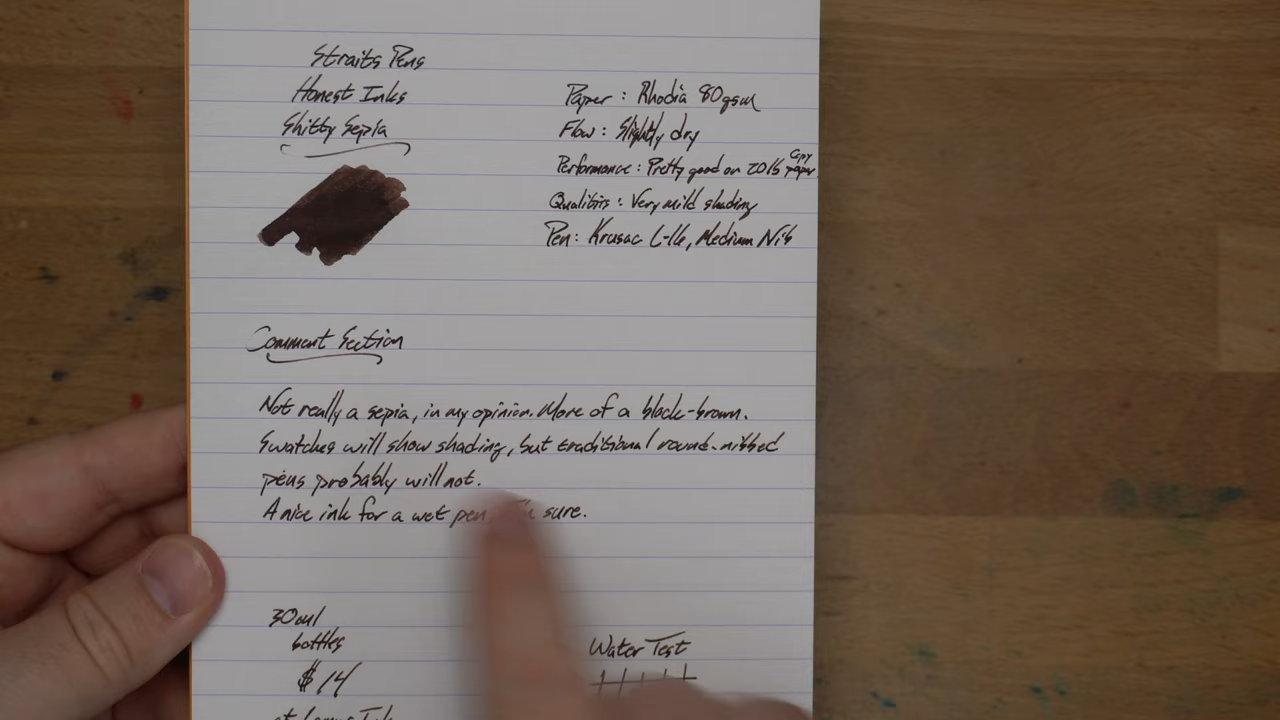 Straits Pens
Honest Inks
Shitty Sepia
Paper : Rhodia 80gsm
Flow : Slightly dry
Performance : Pretty good on 20lb copy paper
Qualities : Very mild shading
Pen : Krusac L-16, Medium Nib
Comment Section
Not really a sepia, in my opinion. More of a black-brown.
Swatches will show shading, but traditional round-nibbed
pens probably will not.
A nice ink for a wet pen sure.
30ml
bottles
$14
Water Test